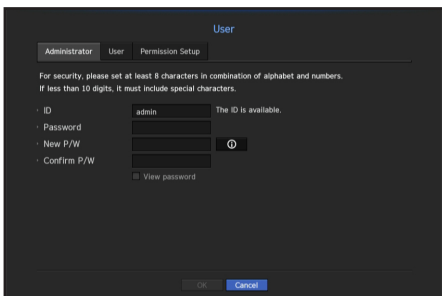 User
Administrator User Permission Setup
For security, please set at least 8 characters in combination of alphabet and numbers.
If less than 10 digits, it must include special characters.
ID admin The ID is available.
Password
New P/W
Confirm P/W
View password
OK Cancel